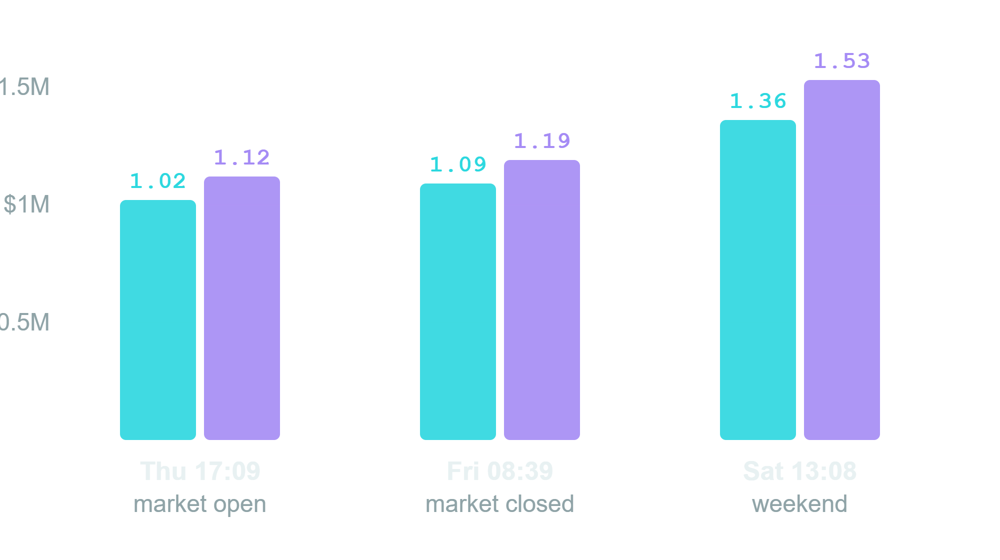 1.53
1.5M
1.36
1.19
1.12
1.09
1.02
$1M
0.5M
Thu 17:09
Fri 08:39
Sat 13:08
market open
market closed
weekend